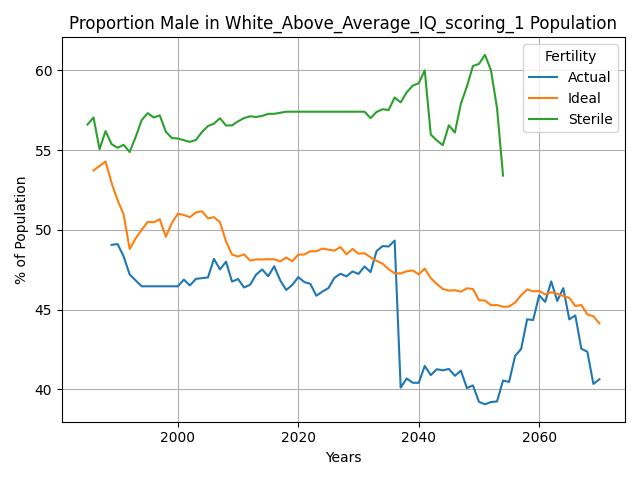 Proportion Male in White_Above_Average_IQ_scoring_1 Population
Fertility
Actual
Ideal
Sterile
% of Population
60
55
50
45
40
2000
2020
2040
2060
Years